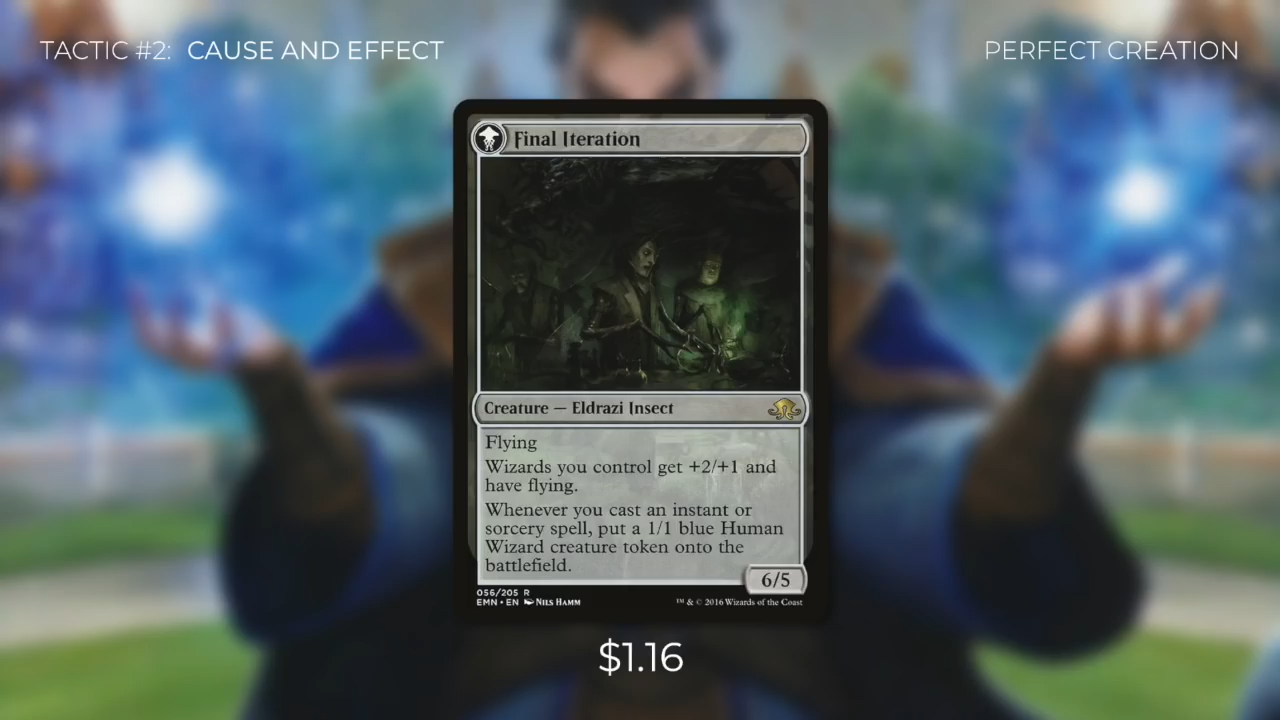 TACTIC #2: CAUSE AND EFFECT
PERFECT CREATION
Final Iteration
Creature — Eldrazi Insect
Flying
Wizards you control get +2/+1 and
have flying.
Whenever you cast an instant or
sorcery spell, put a 1/1 blue Human
Wizard creature token onto the
battlefield.
6/5
056/205 R
EMN • EN Nils Hamm
™ & © 2016 Wizards of the Coast
$1.16